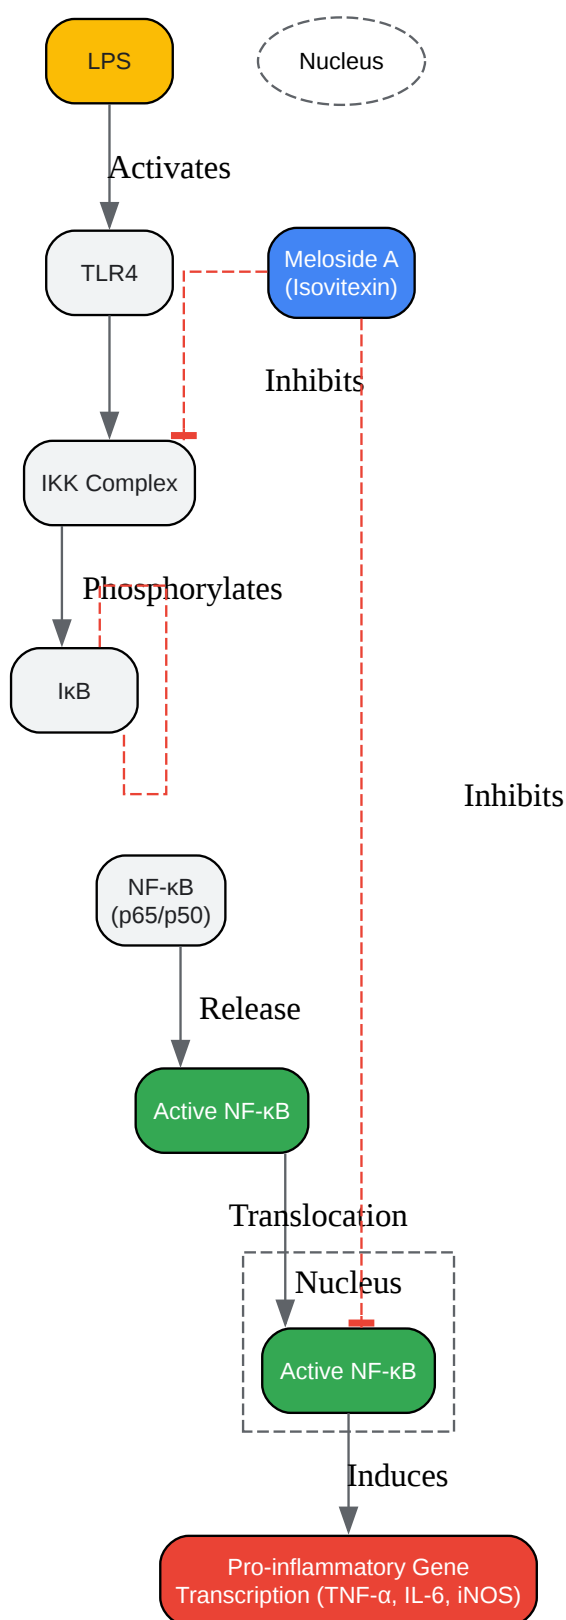 LPS
Nucleus
Activates
TLR4
Meloside A
(Isovitexin)
Inhibits
IKK Complex
Phosphorylates
IκB
Inhibits
NF-κB
(p65/p50)
Release
Active NF-κB
Translocation
Nucleus
Active NF-κB
Induces
Pro-inflammatory Gene
Transcription (TNF-α, IL-6, iNOS)